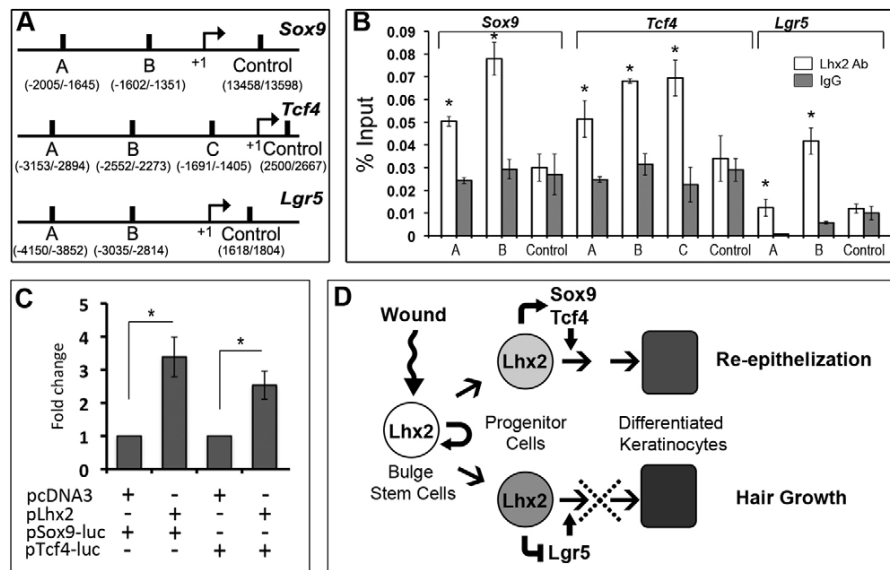 A
Sox9
A
B
+1
Control
(-2005/-1645)
(-1602/-1351)
(13458/13598)
Tcf4
A
B
C
+1
Control
(-3153/-2894)
(-2552/-2273)
(-1691/-1405)
(2500/2667)
Lgr5
A
B
+1
Control
(-4150/-3852)
(-3035/-2814)
(1618/1804)
B
Sox9
Tcf4
Lgr5
Lhx2 Ab
IgG
% Input
0.09
0.08
0.07
0.06
0.05
0.04
0.03
0.02
0.01
0
* * * * * * *
A B Control A B C Control A B Control
C
Fold change
5
4
3
2
1
0
* *
pcDNA3 + - + -
pLhx2 - + - +
pSox9-luc + + - -
pTcf4-luc - - + +
D
Wound
Sox9
Tcf4
Lhx2
Re-epithelization
Lhx2
Progenitor
Cells
Differentiated
Keratinocytes
Bulge
Stem Cells
Lhx2
Hair Growth
Lgr5